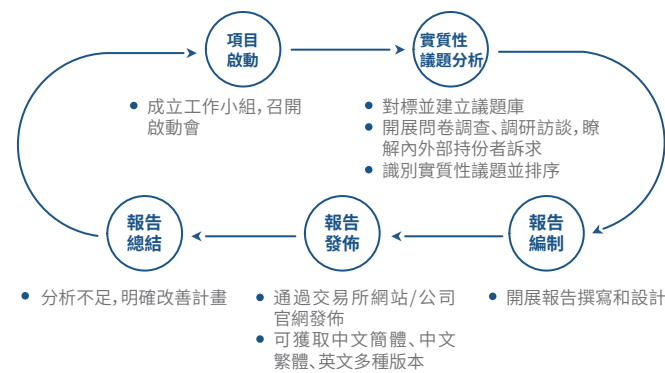 項目
啟動
實質性
議題分析
成立工作小組,召開
啟動會
對標並建立議題庫
開展問卷調查、調研訪談,瞭
解內外部持份者訴求
識別實質性議題並排序
報告
總結
報告
發佈
報告
編制
分析不足,明確改善計畫
通過交易所網站/公司
官網發佈
可獲取中文簡體、中文
繁體、英文多種版本
開展報告撰寫和設計